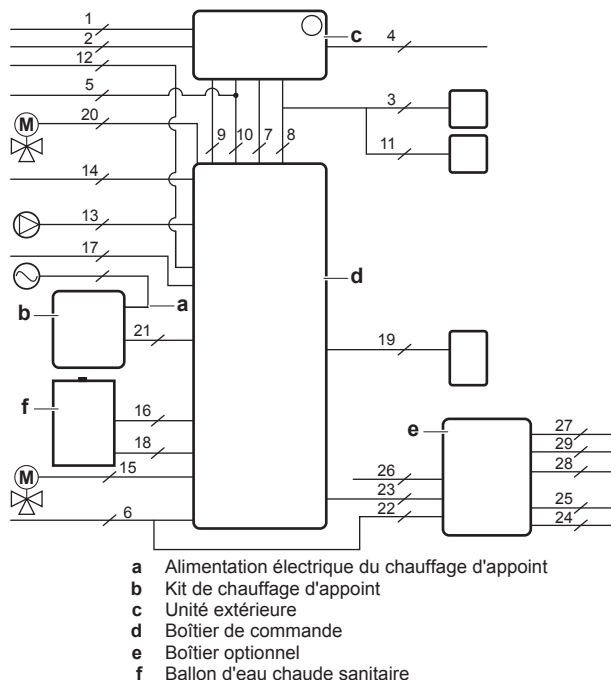 1
2
c
4
12
5
3
20
M
9
10
7
8
11
14
13
17
d
a
b
21
19
f
16
e
27
18
29
26
28
M
15
23
6
22
25
24
a Alimentation électrique du chauffage d'appoint
b Kit de chauffage d'appoint
c Unité extérieure
d Boîtier de commande
e Boîtier optionnel
f Ballon d'eau chaude sanitaire